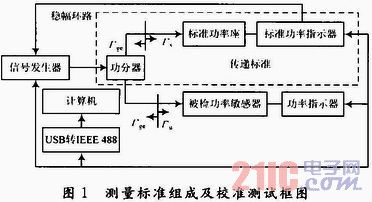 稳幅环路
Γge Γs 标准功率座 标准功率指示器
信号发生器 功分器 传递标准
计算机 Γge Γu 被检功率敏感器 功率指示器
USB转IEEE 488
21IC电子网
.com
图1 测量标准组成及校准测试框图